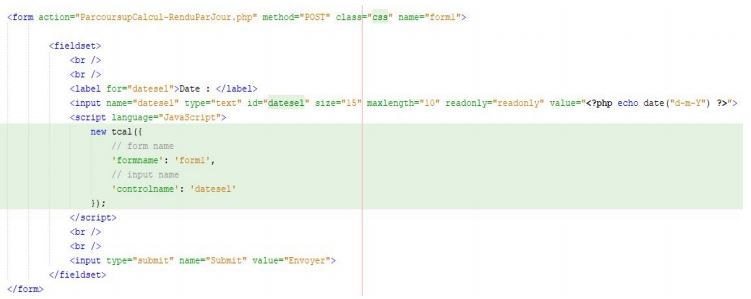 <form action="ParcoursupCalcul-RenduParJour.php" method="POST" class="css" name="form1">
<fieldset>
<br />
<br />
<label for="datesel">Date : </label>
<input name="datesel" type="text" id="datesel" size="15" maxlength="10" readonly="readonly" value="<?php echo date("d-m-Y") ?>">
<script language="JavaScript">
new tcal({
// form name
'formname': 'form1',
// input name
'controlname': 'datesel'
});
</script>
<br />
<br />
<input type="submit" name="Submit" value="Envoyer">
</fieldset>
</form>